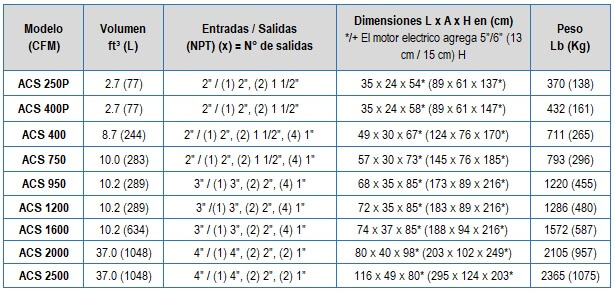 Modelo (CFM) Volumen ft³ (L) Entradas / Salidas (NPT) (x) = N° de salidas Dimensiones L x A x H en (cm) */+ El motor electrico agrega 5"/6" (13 cm / 15 cm) H Peso Lb (Kg)
ACS 250P 2.7 (77) 2" / (1) 2", (2) 1 1/2" 35 x 24 x 54* (89 x 61 x 137*) 370 (138)
ACS 400P 2.7 (77) 2" / (1) 2", (2) 1 1/2" 35 x 24 x 58* (89 x 61 x 147*) 432 (161)
ACS 400 8.7 (244) 2" / (1) 2", (2) 1 1/2", (4) 1" 49 x 30 x 67* (124 x 76 x 170*) 711 (265)
ACS 750 10.0 (283) 2" / (1) 2", (2) 1 1/2", (4) 1" 57 x 30 x 73* (145 x 76 x 185*) 793 (296)
ACS 950 10.2 (289) 3" / (1) 3", (2) 2", (4) 1" 68 x 35 x 85* (173 x 89 x 216*) 1220 (455)
ACS 1200 10.2 (289) 3" /(1) 3", (2) 2", (4) 1" 72 x 35 x 85* (183 x 89 x 216*) 1286 (480)
ACS 1600 10.2 (634) 3" / (1) 3", (2) 2", (4) 1" 74 x 37 x 85* (188 x 94 x 216*) 1572 (587)
ACS 2000 37.0 (1048) 4" / (1) 4", (2) 2", (2) 1" 80 x 40 x 98* (203 x 102 x 249*) 2105 (957)
ACS 2500 37.0 (1048) 4" / (1) 4", (2) 2", (2) 1" 116 x 49 x 80* (295 x 124 x 203* 2365 (1075)